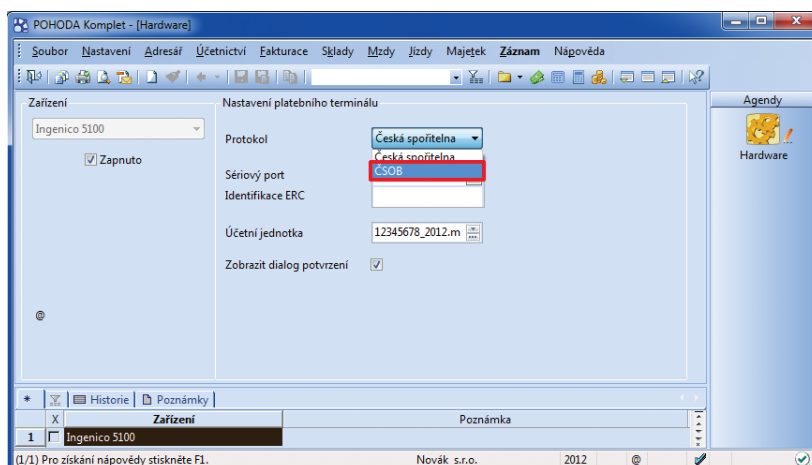 POHODA Komplet - [Hardware]
Soubor Nastavení Adresář Účetnictví Fakturace Sklady Mzdy Jízdy Majetek Záznam Nápověda
Zařízení
Ingenico 5100
Zapnuto
@
Nastavení platebního terminálu
Protokol
Česká spořitelna
Česká spořitelna
ČSOB
Sériový port
Identifikace ERC
Účetní jednotka
12345678_2012.m
Zobrazit dialog potvrzení
Agendy
Hardware
* Historie Poznámky
X Zařízení Poznámka
1 Ingenico 5100
(1/1) Pro získání nápovědy stiskněte F1. Novák s.r.o. 2012 @